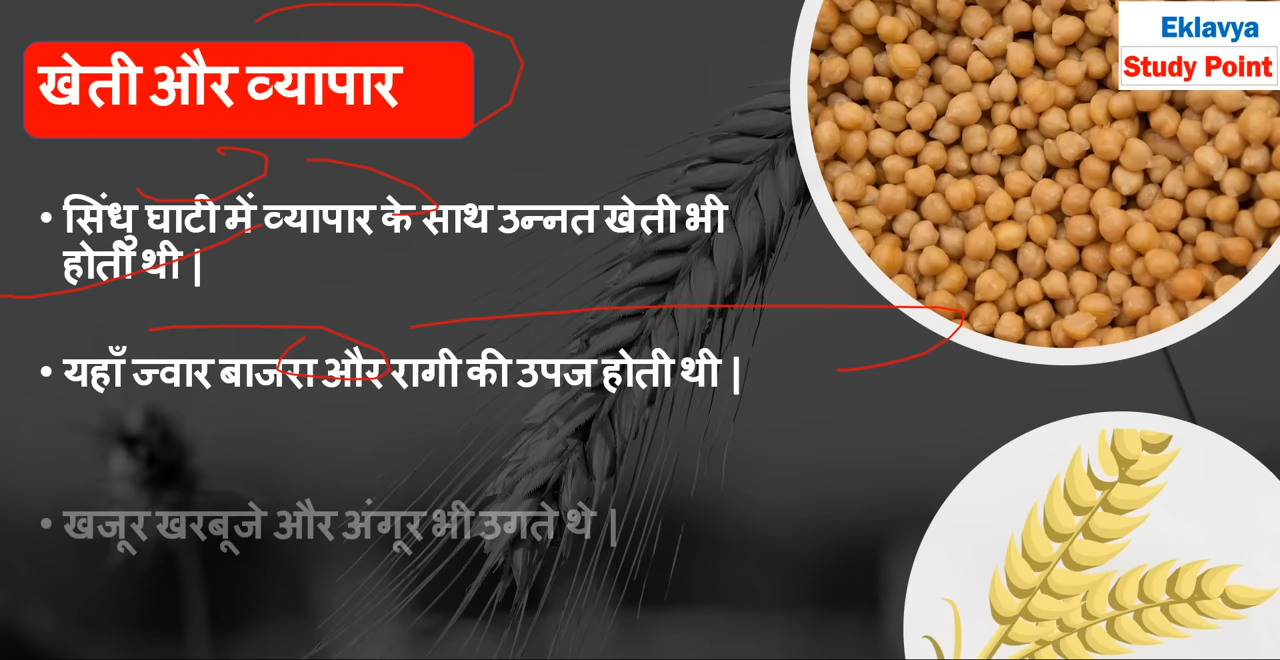 Eklavya
Study Point
खेती और व्यापार
• सिंधु घाटी में व्यापार के साथ उन्नत खेती भी
होती थी |
• यहाँ ज्वार बाजरा और रागी की उपज होती थी |
• खजूर खरबूजे और अंगूर भी उगते थे |